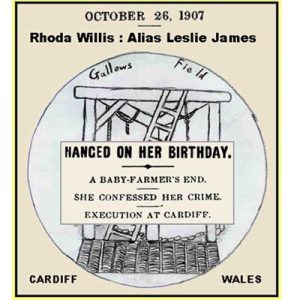 OCTOBER 26, 1907
Rhoda Willis : Alias Leslie James
Gallows Field
HANGED ON HER BIRTHDAY.
A BABY-FARMER'S END.
SHE CONFESSED HER CRIME.
EXECUTION AT CARDIFF.
CARDIFF WALES